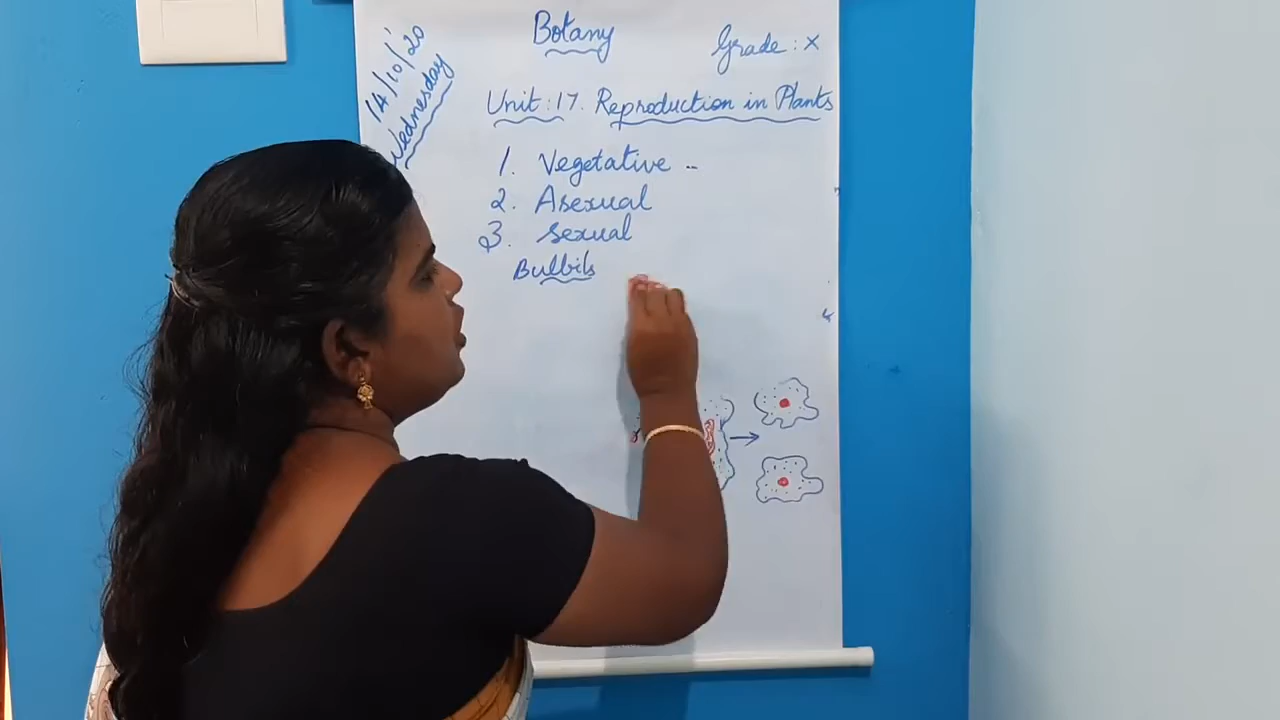 14/10/'20
Wednesday
Botany
Grade : X
Unit : 17. Reproduction in Plants
1. Vegetative --
2. Asexual
3. Sexual
Bulbils